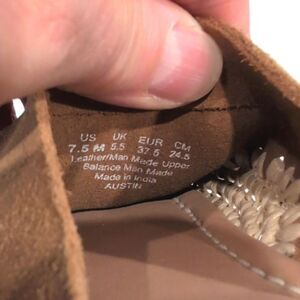 US UK EUR CM
7.5 M 5.5 37.5 24.5
Leather/Man Made Upper
Balance Man Made
Made in India
AUSTIN